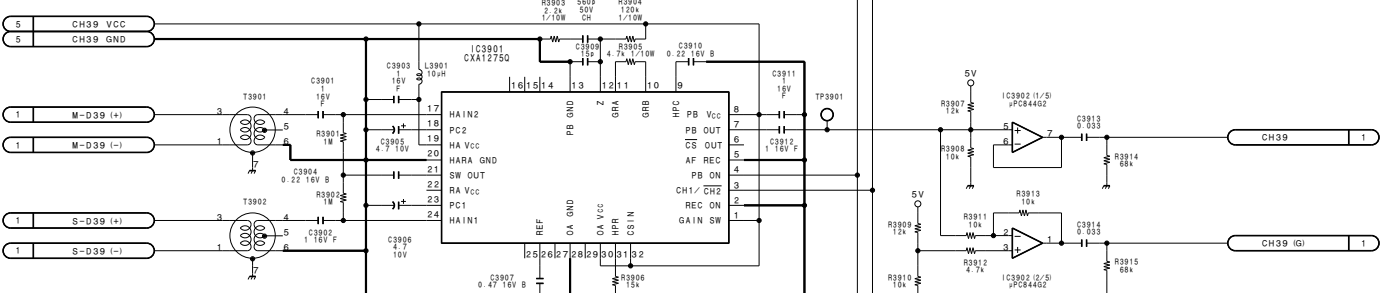 R3903
2.2k
1/10W
560p
50V
CH
R3904
120k
1/10W
5 CH39 VCC
5 CH39 GND
IC3901
CXA1275Q
C3909
15p
R3905
4.7k 1/10W
C3910
0.22 16V B
C3903
1
16V
F
L3901
10μH
C3901
1
16V
F
C3911
1
16V
F
TP3901
5V
R3907
12k
IC3902 (1/5)
μPC844G2
16 15 14 13 12 11 10 9
PB GND
Z
GRA
GRB
HPC
T3901
1 M-D39 (+)
1 M-D39 (-)
3 4
5
1 6
7
R3901
1M
C3905
4.7 10V
C3904
0.22 16V B
R3902
1M
17 HAIN2
18 PC2
19 HA Vcc
20 HARA GND
21 SW OUT
22 RA Vcc
23 PC1
24 HAIN1
PB Vcc 8
PB OUT 7
CS OUT 6
AF REC 5
PB ON 4
CH1/CH2 3
REC ON 2
GAIN SW 1
C3912
1 16V F
R3908
10k
5
6
7
C3913
0.033
R3914
68k
CH39 1
T3902
1 S-D39 (+)
1 S-D39 (-)
3 4
5
1 6
7
C3902
1 16V F
C3906
4.7
10V
REF
OA GND
OA Vcc
HPR
CSIN
25 26 27 28 29 30 31 32
C3907
0.47 16V B
R3906
15k
5V
R3909
12k
R3910
10k
R3911
10k
R3912
4.7k
R3913
10k
2
3
1
IC3902 (2/5)
μPC844G2
C3914
0.033
R3915
68k
CH39 (G) 1